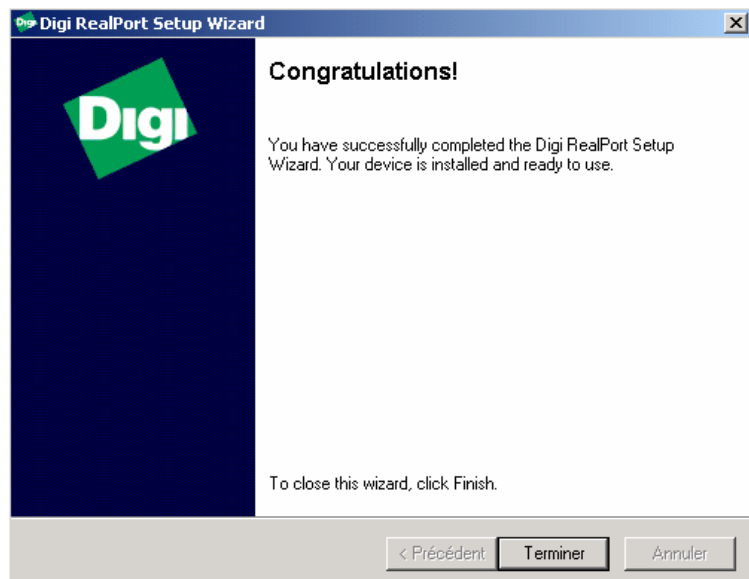 Digi RealPort Setup Wizard
Digi
Congratulations!
You have successfully completed the Digi RealPort Setup
Wizard. Your device is installed and ready to use.
To close this wizard, click Finish.
< Précédent Terminer Annuler